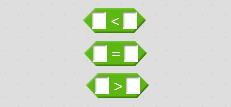 <
=
>